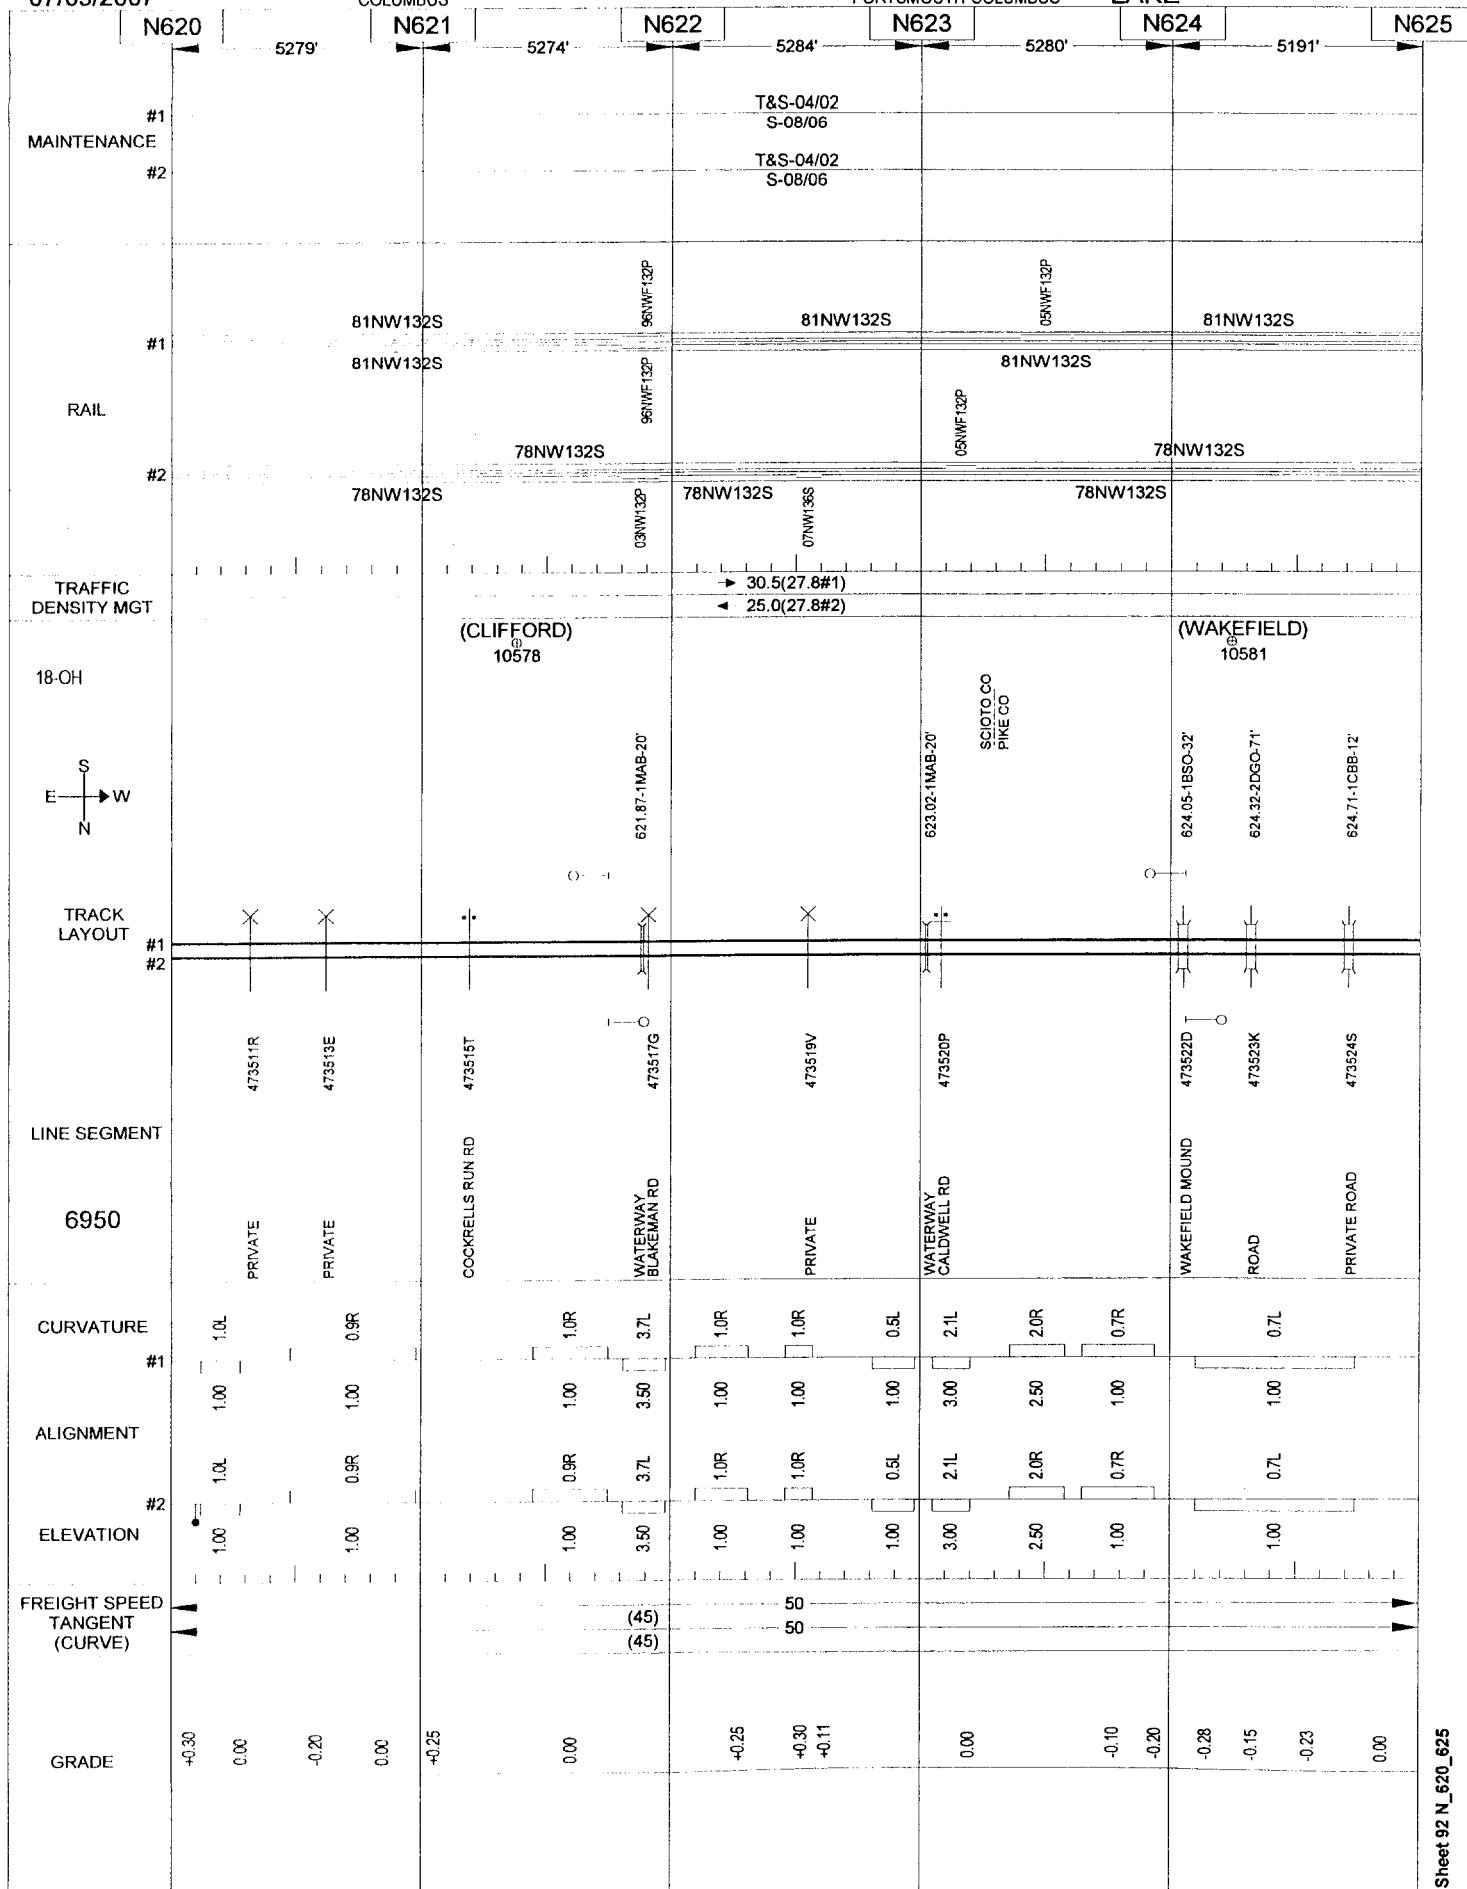 N620 N621 N622 N623 N624 N625
5279' 5274' 5284' 5280' 5191'
#1 T&S-04/02
S-08/06
MAINTENANCE
#2 T&S-04/02
S-08/06
96NWF132P 05NWF132P
81NW132S 81NW132S 81NW132S
#1
81NW132S 81NW132S
96NWF132P
RAIL
05NWF132P
78NW132S 78NW132S
#2
78NW132S 78NW132S 78NW132S
03NW132P 07NW136S
TRAFFIC
DENSITY MGT
30.5(27.8#1)
25.0(27.8#2)
(CLIFFORD) (WAKEFIELD)
10578 10581
18-OH
SCIOTO CO
PIKE CO
S
E W
N
621.87-1MAB-20' 623.02-1MAB-20' 624.05-1BSO-32' 624.32-2DGO-71' 624.71-1CBB-12'
TRACK
LAYOUT
#1
#2
473511R 473513E 473515T 473517G 473519V 473520P 473522D 473523K 473524S
LINE SEGMENT
6950
PRIVATE
PRIVATE
COCKRELLS RUN RD
WATERWAY
BLAKEMAN RD
PRIVATE
WATERWAY
CALDWELL RD
WAKEFIELD MOUND
ROAD
PRIVATE ROAD
CURVATURE
1.0L 0.9R 1.0R 3.7L 1.0R 1.0R 0.5L 2.1L 2.0R 0.7R 0.7L
#1
1.00 1.00 1.00 3.50 1.00 1.00 1.00 3.00 2.50 1.00 1.00
ALIGNMENT
1.0L 0.9R 0.9R 3.7L 1.0R 1.0R 0.5L 2.1L 2.0R 0.7R 0.7L
#2
ELEVATION
1.00 1.00 1.00 3.50 1.00 1.00 1.00 3.00 2.50 1.00 1.00
FREIGHT SPEED
TANGENT
(CURVE)
50
(45)
50
(45)
GRADE
+0.30 0.00 -0.20 0.00 +0.25 0.00 +0.25 +0.30 +0.11 0.00 -0.10 -0.20 -0.28 -0.15 -0.23 0.00
Sheet 92 N_620_625